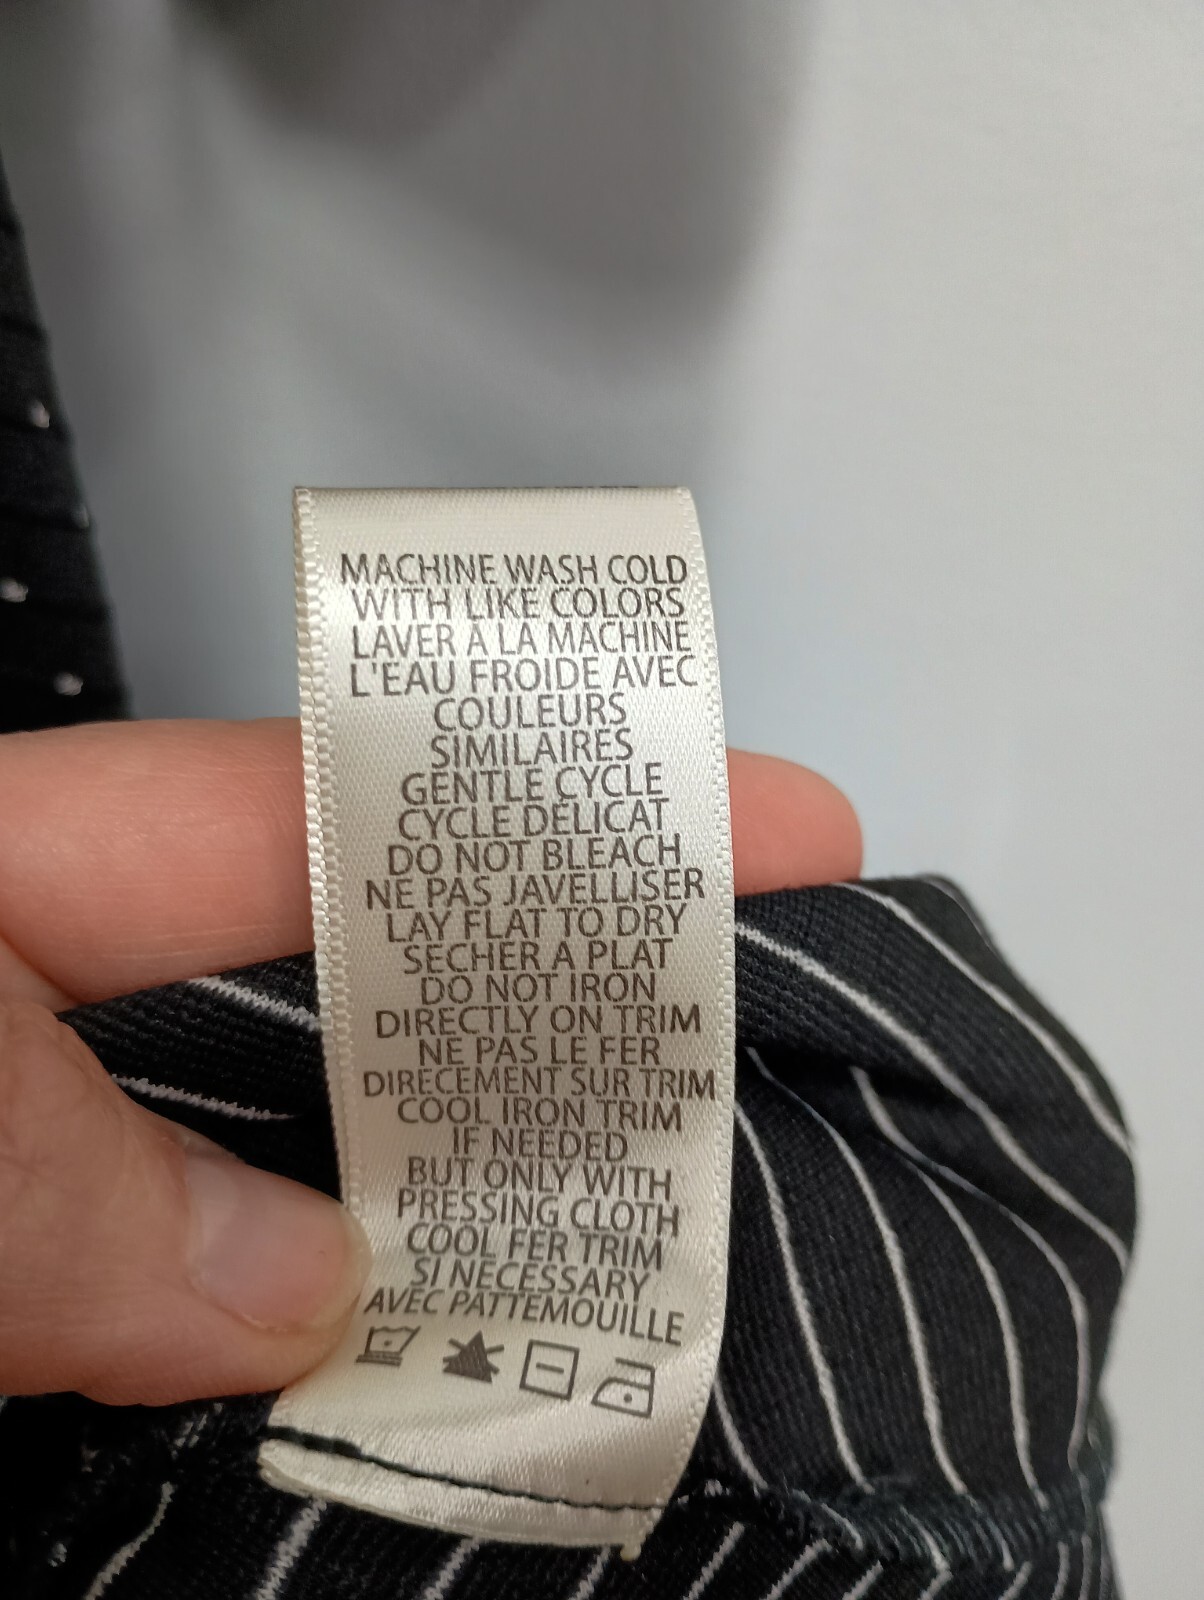 MACHINE WASH COLD
WITH LIKE COLORS
LAVER À LA MACHINE
L'EAU FROIDE AVEC
COULEURS
SIMILAIRES
GENTLE CYCLE
CYCLE DÉLICAT
DO NOT BLEACH
NE PAS JAVELLISER
LAY FLAT TO DRY
SECHER A PLAT
DO NOT IRON
DIRECTLY ON TRIM
NE PAS LE FER
DIRECEMENT SUR TRIM
COOL IRON TRIM
IF NEEDED
BUT ONLY WITH
PRESSING CLOTH
COOL FER TRIM
SI NECESSARY
AVEC PATTEMOUILLE